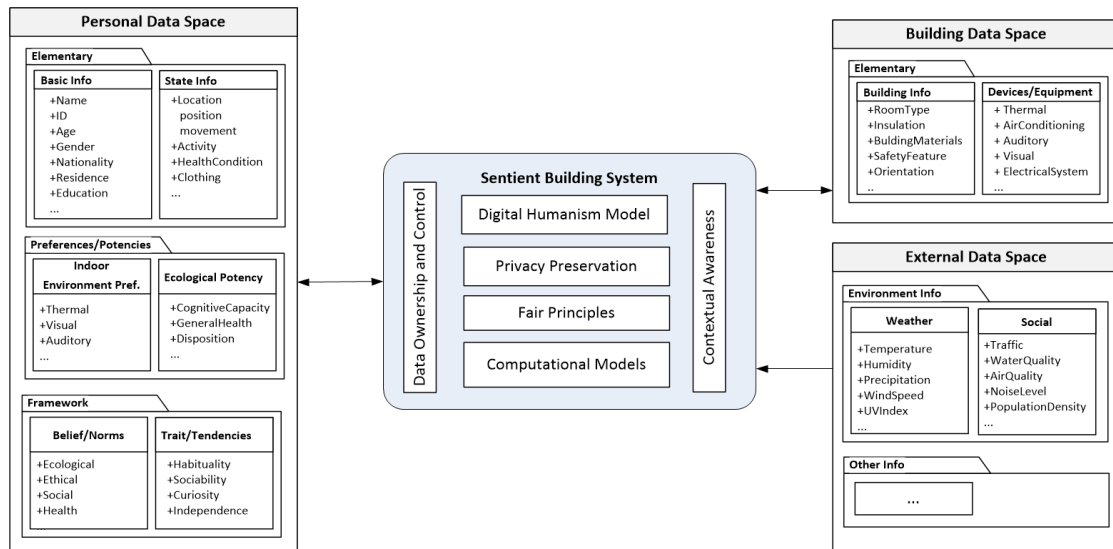 Personal Data Space
Elementary
Basic Info
+Name
+ID
+Age
+Gender
+Nationality
+Residence
+Education
...
State Info
+Location
position
movement
+Activity
+HealthCondition
+Clothing
...
Preferences/Potencies
Indoor
Environment Pref.
+Thermal
+Visual
+Auditory
...
Ecological Potency
+CognitiveCapacity
+GeneralHealth
+Disposition
...
Framework
Belief/Norms
+Ecological
+Ethical
+Social
+Health
...
Trait/Tendencies
+Habituality
+Sociability
+Curiosity
+Independence
Sentient Building System
Data Ownership and Control
Digital Humanism Model
Privacy Preservation
Fair Principles
Computational Models
Contextual Awareness
Building Data Space
Elementary
Building Info
+RoomType
+Insulation
+BuldingMaterials
+SafetyFeature
+Orientation
..
Devices/Equipment
+ Thermal
+ AirConditioning
+ Auditory
+ Visual
+ ElectricalSystem
...
External Data Space
Environment Info
Weather
+Temperature
+Humidity
+Precipitation
+WindSpeed
+UVIndex
...
Social
+Traffic
+WaterQuality
+AirQuality
+NoiseLevel
+PopulationDensity
...
Other Info
...